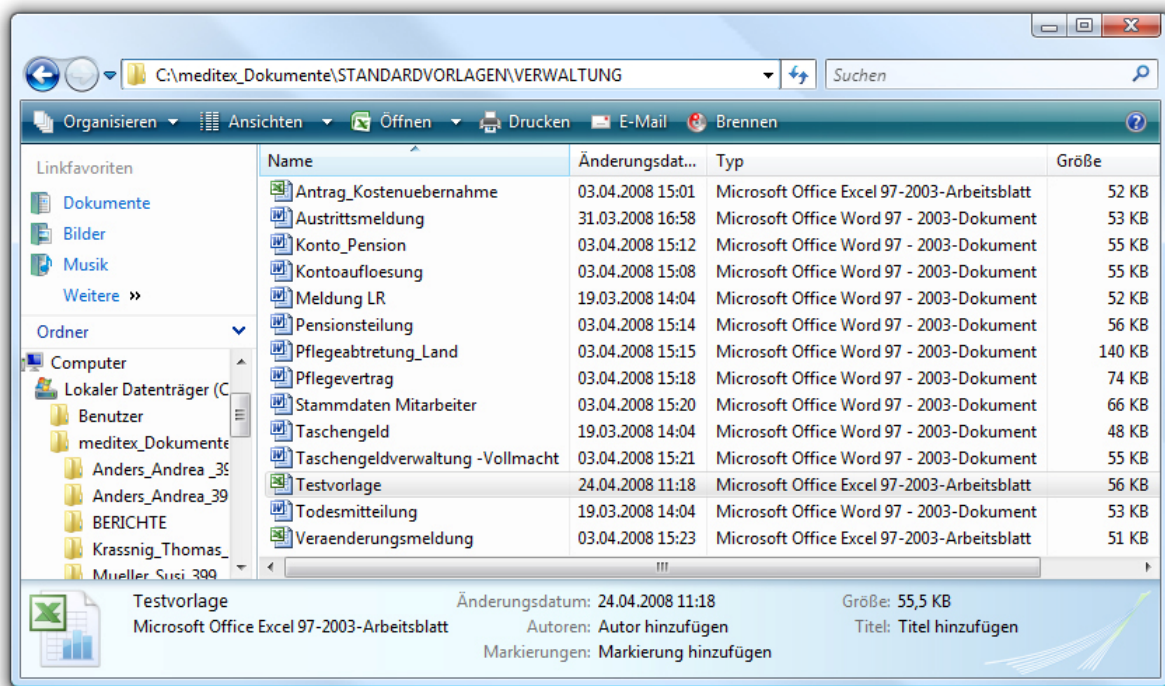 C:\meditex_Dokumente\STANDARDVORLAGEN\VERWALTUNG Suchen
Organisieren Ansichten Öffnen Drucken E-Mail Brennen
Linkfavoriten
Dokumente
Bilder
Musik
Weitere »
Ordner
Computer
Lokaler Datenträger (C
Benutzer
meditex_Dokumente
Anders_Andrea _39
Anders_Andrea_39
BERICHTE
Krassnig_Thomas_
Mueller_Susi_399
Name Änderungsdat... Typ Größe
Antrag_Kostenuebernahme 03.04.2008 15:01 Microsoft Office Excel 97-2003-Arbeitsblatt 52 KB
Austrittsmeldung 31.03.2008 16:58 Microsoft Office Word 97 - 2003-Dokument 53 KB
Konto_Pension 03.04.2008 15:12 Microsoft Office Word 97 - 2003-Dokument 55 KB
Kontoaufloesung 03.04.2008 15:08 Microsoft Office Word 97 - 2003-Dokument 55 KB
Meldung LR 19.03.2008 14:04 Microsoft Office Word 97 - 2003-Dokument 52 KB
Pensionsteilung 03.04.2008 15:14 Microsoft Office Word 97 - 2003-Dokument 56 KB
Pflegeabtretung_Land 03.04.2008 15:15 Microsoft Office Word 97 - 2003-Dokument 140 KB
Pflegevertrag 03.04.2008 15:18 Microsoft Office Word 97 - 2003-Dokument 74 KB
Stammdaten Mitarbeiter 03.04.2008 15:20 Microsoft Office Word 97 - 2003-Dokument 66 KB
Taschengeld 19.03.2008 14:04 Microsoft Office Word 97 - 2003-Dokument 48 KB
Taschengeldverwaltung -Vollmacht 03.04.2008 15:21 Microsoft Office Word 97 - 2003-Dokument 55 KB
Testvorlage 24.04.2008 11:18 Microsoft Office Excel 97-2003-Arbeitsblatt 56 KB
Todesmitteilung 19.03.2008 14:04 Microsoft Office Word 97 - 2003-Dokument 53 KB
Veraenderungsmeldung 03.04.2008 15:23 Microsoft Office Excel 97-2003-Arbeitsblatt 51 KB
Testvorlage Änderungsdatum: 24.04.2008 11:18 Größe: 55,5 KB
Microsoft Office Excel 97-2003-Arbeitsblatt Autoren: Autor hinzufügen Titel: Titel hinzufügen
Markierungen: Markierung hinzufügen